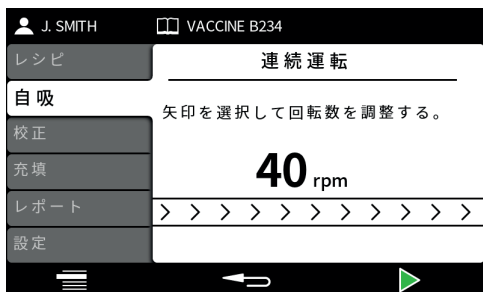 J. SMITH
VACCINE B234
レシピ
自吸
校正
充填
レポート
設定
連続運転
矢印を選択して回転数を調整する。
40 rpm